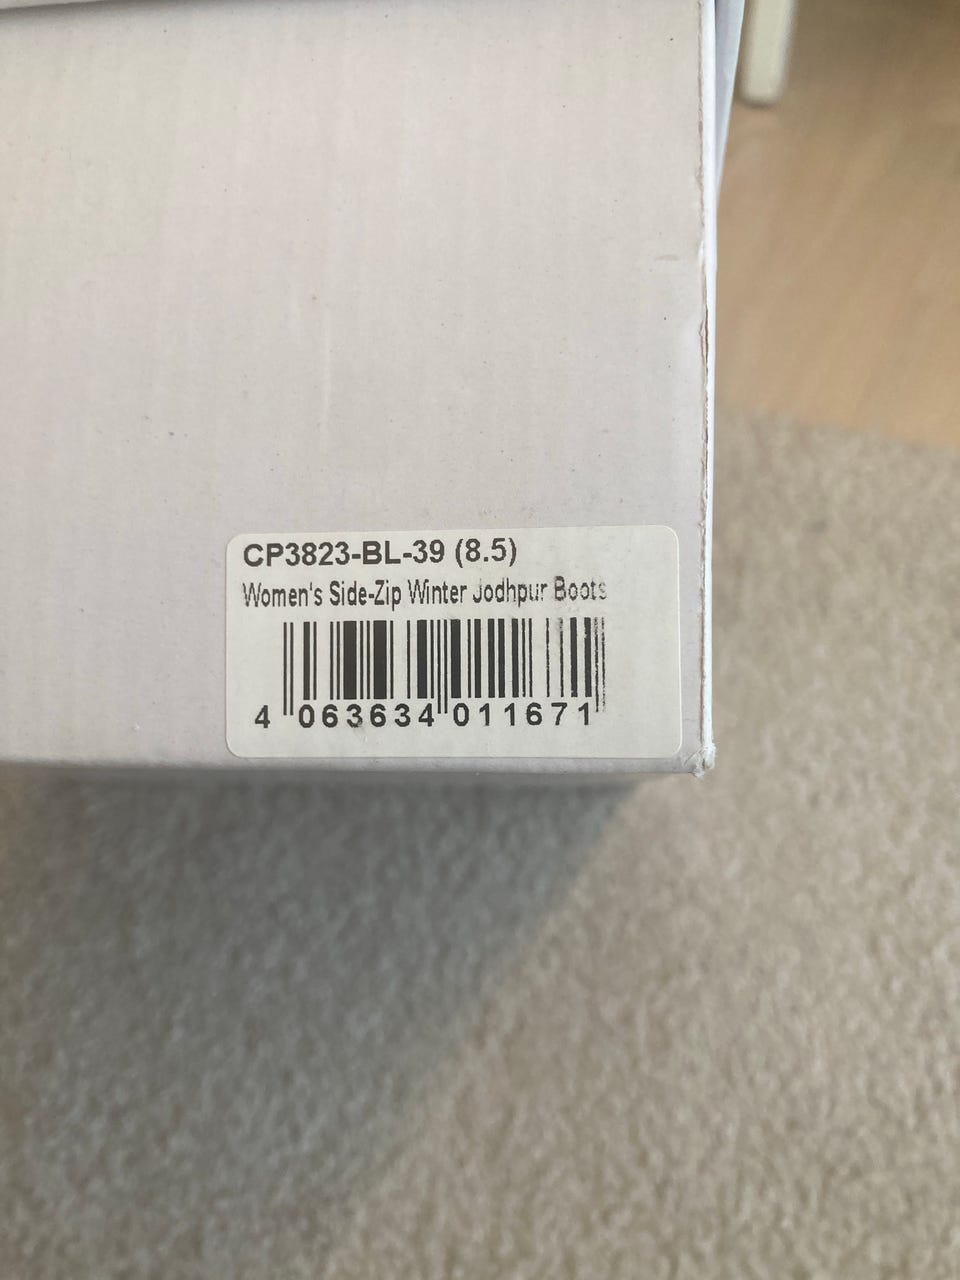 CP3823-BL-39 (8.5)
Women's Side-Zip Winter Jodhpur Boots
4 063634 011671